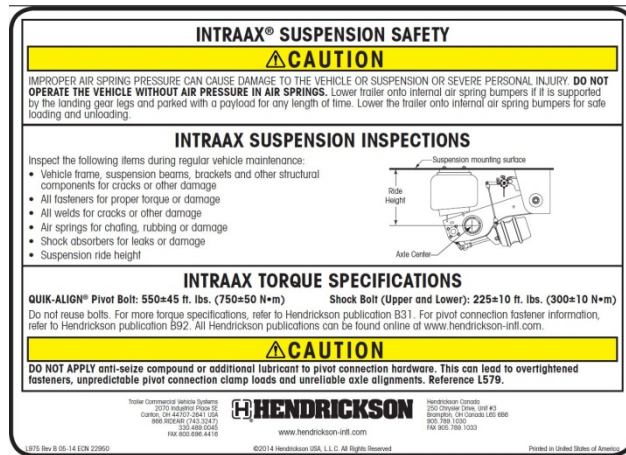 INTRAAX® SUSPENSION SAFETY
⚠CAUTION
IMPROPER AIR SPRING PRESSURE CAN CAUSE DAMAGE TO THE VEHICLE OR SUSPENSION OR SEVERE PERSONAL INJURY. DO NOT
OPERATE THE VEHICLE WITHOUT AIR PRESSURE IN AIR SPRINGS. Lower trailer onto internal air spring bumpers if it is supported
by the landing gear legs and parked with a payload for any length of time. Lower the trailer onto internal air spring bumpers for safe
loading and unloading.
INTRAAX SUSPENSION INSPECTIONS
Inspect the following items during regular vehicle maintenance:
• Vehicle frame, suspension beams, brackets and other structural
components for cracks or other damage
• All fasteners for proper torque or damage
• All welds for cracks or other damage
• Air springs for chafing, rubbing or damage
• Shock absorbers for leaks or damage
• Suspension ride height
Suspension mounting surface
Ride
Height
Axle Center
INTRAAX TORQUE SPECIFICATIONS
QUIK-ALIGN® Pivot Bolt: 550±45 ft. lbs. (750±50 N•m) Shock Bolt (Upper and Lower): 225±10 ft. lbs. (300±10 N•m)
Do not reuse bolts. For more torque specifications, refer to Hendrickson publication B31. For pivot connection fastener information,
refer to Hendrickson publication B92. All Hendrickson publications can be found online at www.hendrickson-intl.com.
⚠CAUTION
DO NOT APPLY anti-seize compound or additional lubricant to pivot connection hardware. This can lead to overtightened
fasteners, unpredictable pivot connection clamp loads and unreliable axle alignments. Reference L579.
Trailer Commercial Vehicle Systems
2070 Industrial Place SE
Canton, OH 44707-2641 USA
866 RIDEAIR (743.3247)
330.489.0045
FAX 800.696.4416
H HENDRICKSON
www.hendrickson-intl.com
Hendrickson Canada
250 Chrysler Drive, Unit #3
Brampton, ON Canada L6S 6B6
905.789.1030
FAX 905.789.1033
L975 Rev B 05-14 ECN 22950 ©2014 Hendrickson USA, L.L.C. All Rights Reserved Printed in United States of America